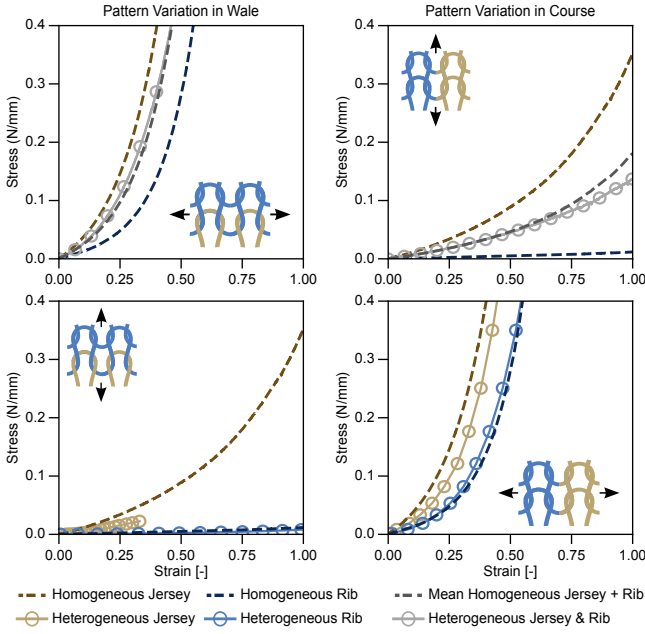 Pattern Variation in Wale
Pattern Variation in Course
Stress (N/mm)
0.4
0.3
0.2
0.1
0.0
0.00 0.25 0.50 0.75 1.00
Stress (N/mm)
0.4
0.3
0.2
0.1
0.0
0.00 0.25 0.50 0.75 1.00
Stress (N/mm)
0.4
0.3
0.2
0.1
0.0
0.00 0.25 0.50 0.75 1.00
Strain [-]
Stress (N/mm)
0.4
0.3
0.2
0.1
0.0
0.00 0.25 0.50 0.75 1.00
Strain [-]
Homogeneous Jersey
Homogeneous Rib
Mean Homogeneous Jersey + Rib
Heterogeneous Jersey
Heterogeneous Rib
Heterogeneous Jersey & Rib